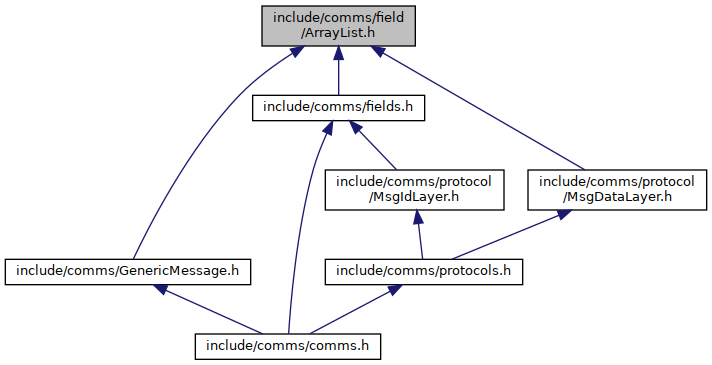 include/comms/field
/ArrayList.h
include/comms/fields.h
include/comms/protocol
/MsgIdLayer.h
include/comms/protocol
/MsgDataLayer.h
include/comms/GenericMessage.h
include/comms/protocols.h
include/comms/comms.h